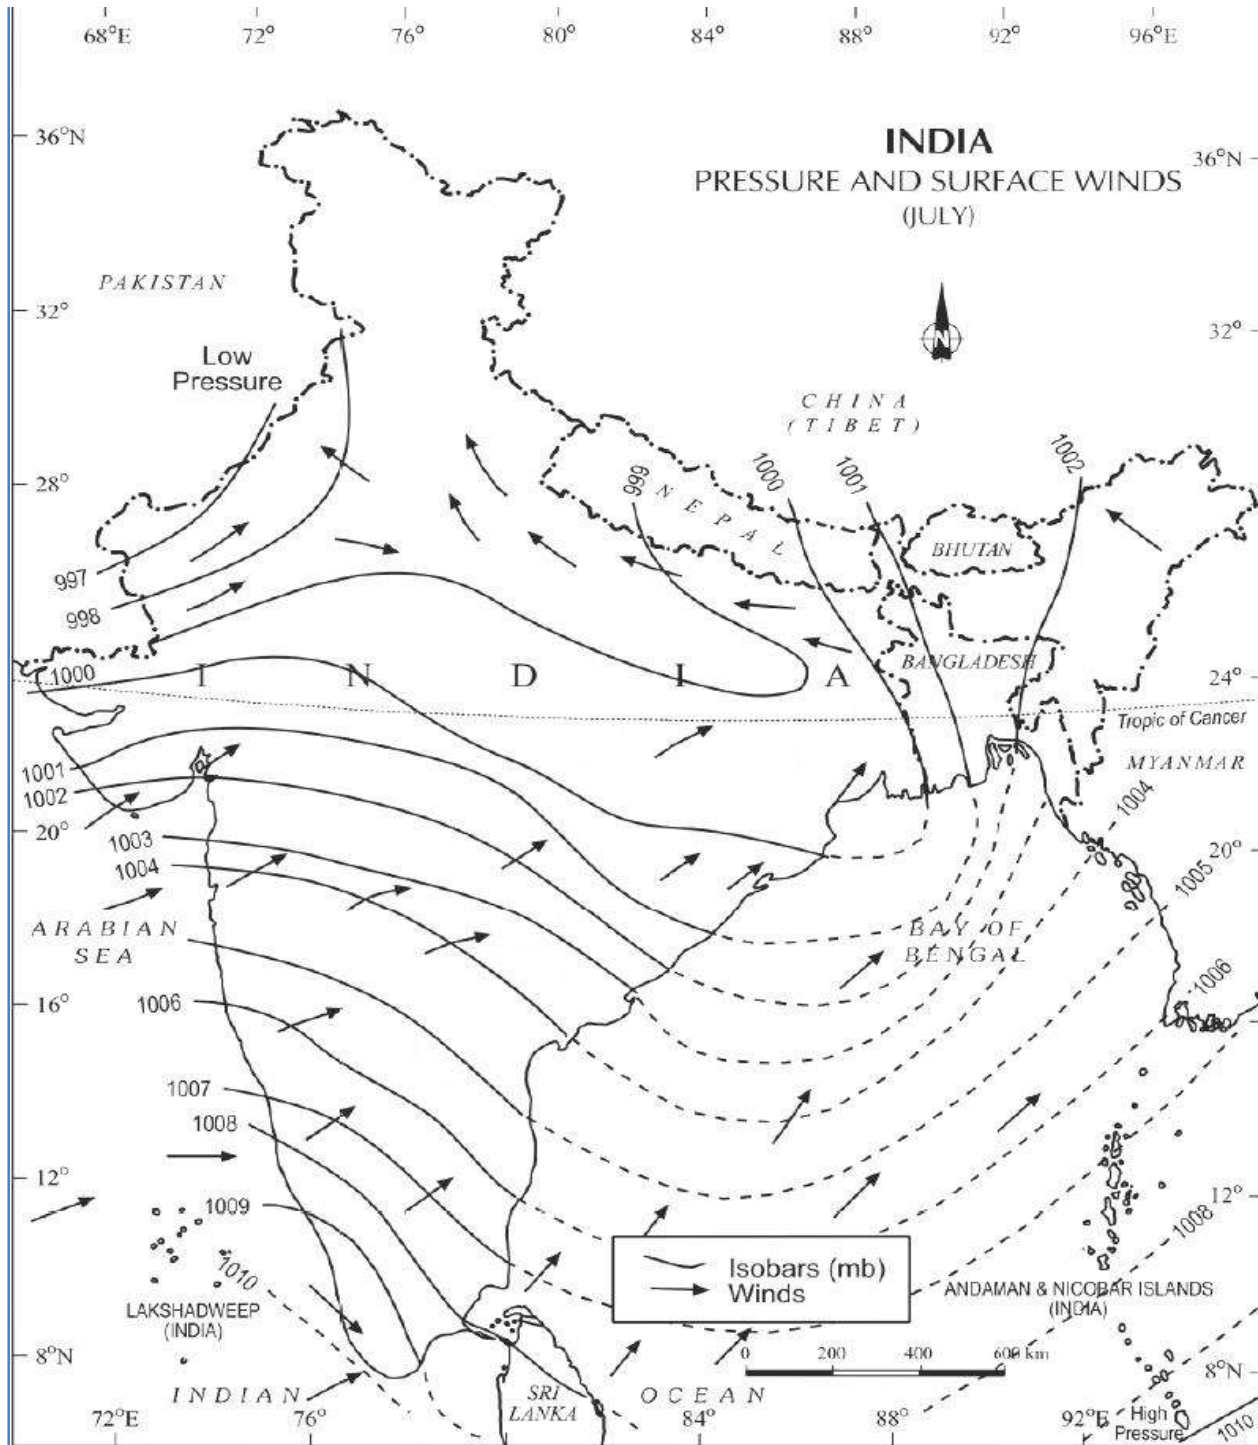 68°E 72° 76° 80° 84° 88° 92° 96°E
36°N
INDIA
PRESSURE AND SURFACE WINDS
(JULY)
36°N
PAKISTAN
32°
N
32°
Low
Pressure
CHINA
(TIBET)
1002
1000
1001
999
28°
NEPAL
BHUTAN
997
998
BANGLADESH
1000
INDIA
24°
Tropic of Cancer
MYANMAR
1001
1002
1004
20°
1003
20°
1004
1005
ARABIAN
SEA
BAY OF
BENGAL
1006
16°
1006
1007
1008
12°
12°
1009
1008
1010
Isobars (mb)
Winds
LAKSHADWEEP
(INDIA)
ANDAMAN & NICOBAR ISLANDS
(INDIA)
8°N
0 200 400 600 km
8°N
INDIAN
SRI
LANKA
OCEAN
High
Pressure
1010
72°E 76° 84° 88° 92°E